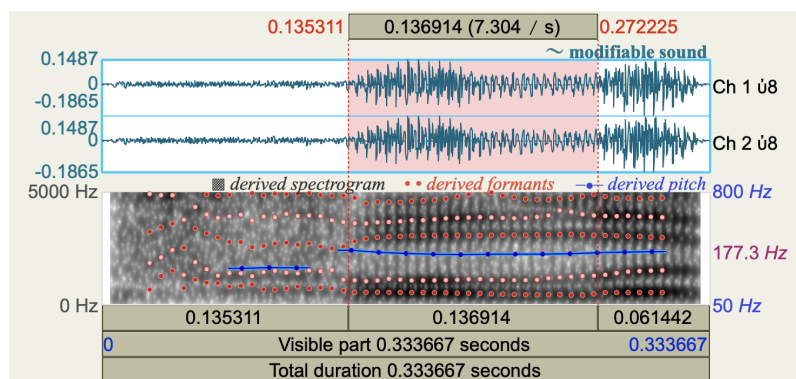 0.135311 0.136914 (7.304 / s) 0.272225
~ modifiable sound
0.1487
0
-0.1865
Ch 1 ὐ8
0.1487
0
-0.1865
Ch 2 ὐ8
derived spectrogram derived formants derived pitch
5000 Hz 800 Hz
177.3 Hz
0 Hz 50 Hz
0.135311 0.136914 0.061442
0 Visible part 0.333667 seconds 0.333667
Total duration 0.333667 seconds